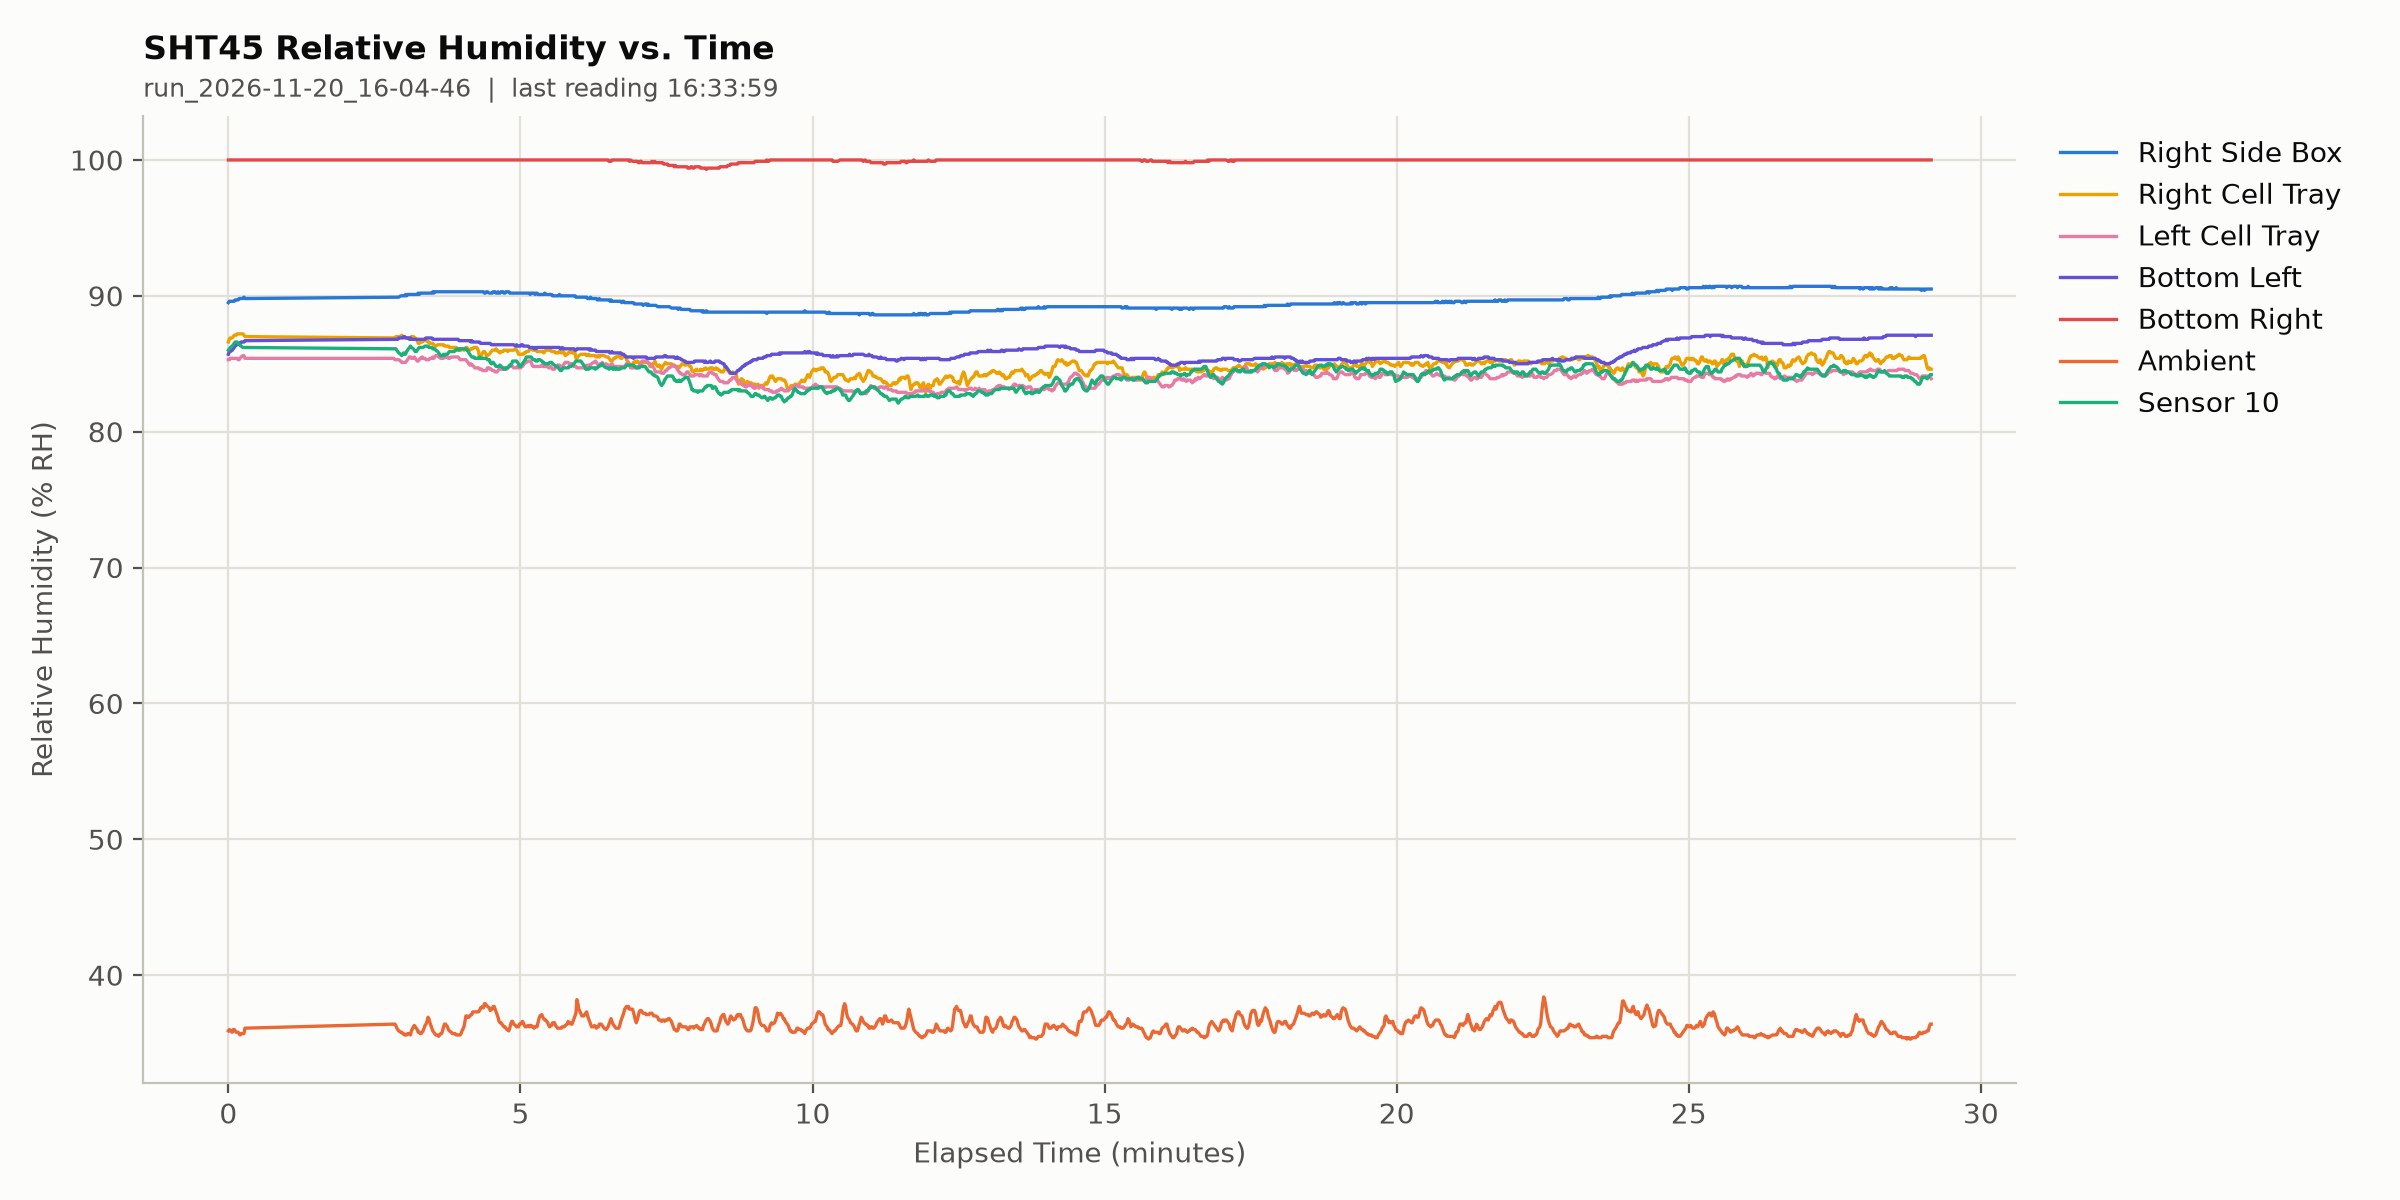 SHT45 Relative Humidity vs. Time
run_2026-11-20_16-04-46 | last reading 16:33:59
Relative Humidity (% RH)
100
90
80
70
60
50
40
0 5 10 15 20 25 30
Elapsed Time (minutes)
Right Side Box
Right Cell Tray
Left Cell Tray
Bottom Left
Bottom Right
Ambient
Sensor 10